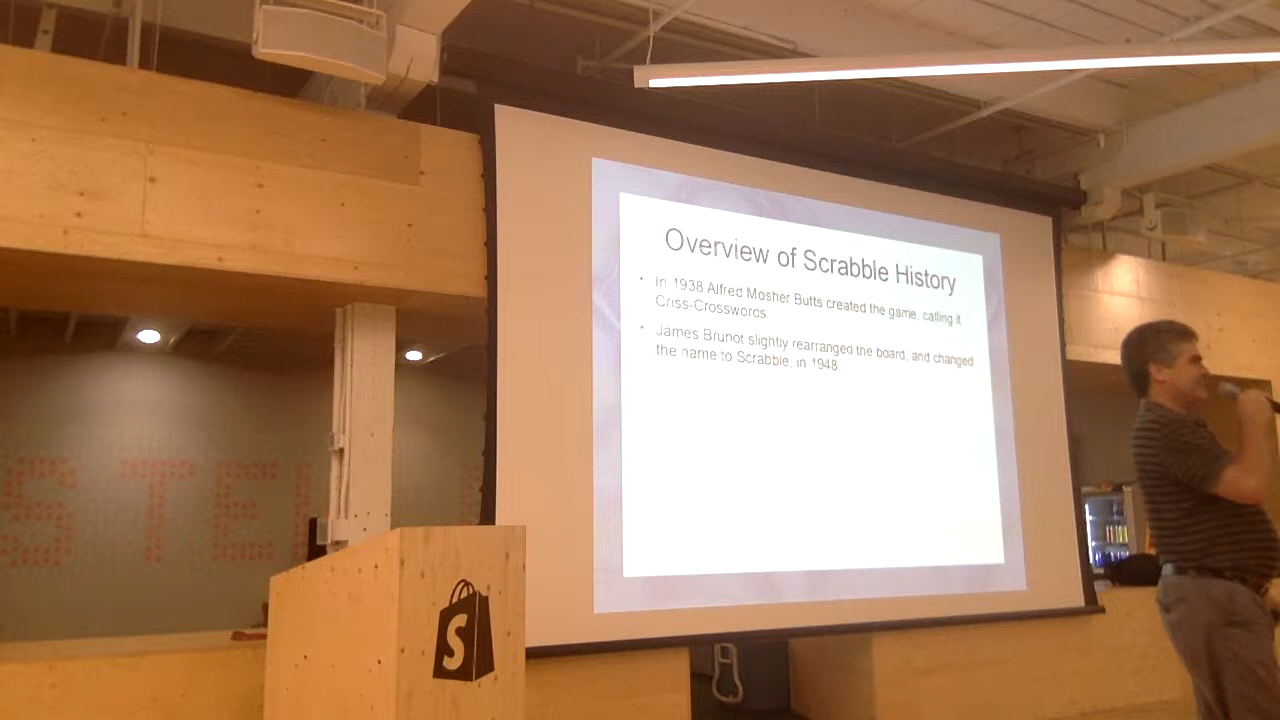 Overview of Scrabble History
In 1938 Alfred Mosher Butts created the game, calling it
Criss-Crosswords
James Brunot slightly rearranged the board, and changed
the name to Scrabble, in 1948.
STE
S